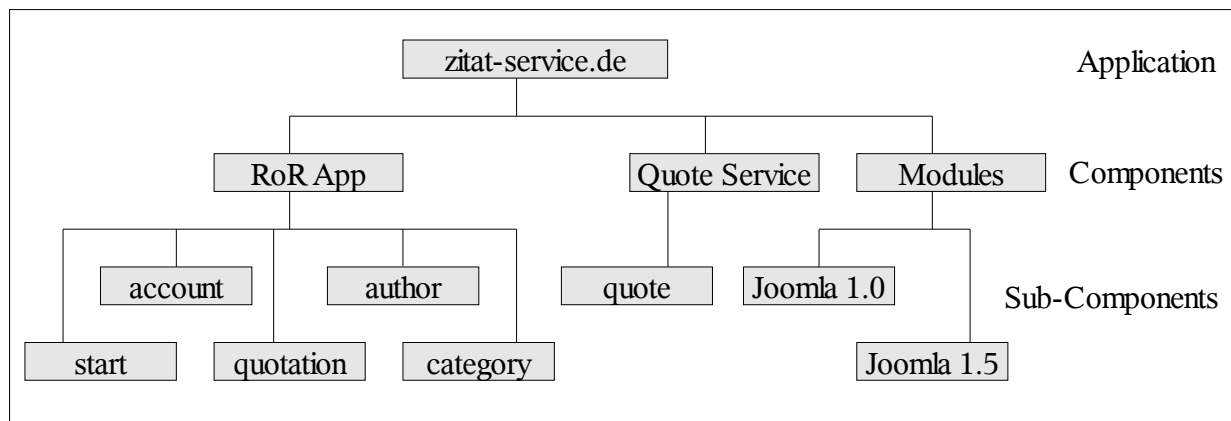 zitat-service.de
Application
RoR App
Quote Service
Modules
Components
account
author
quote
Joomla 1.0
Sub-Components
start
quotation
category
Joomla 1.5